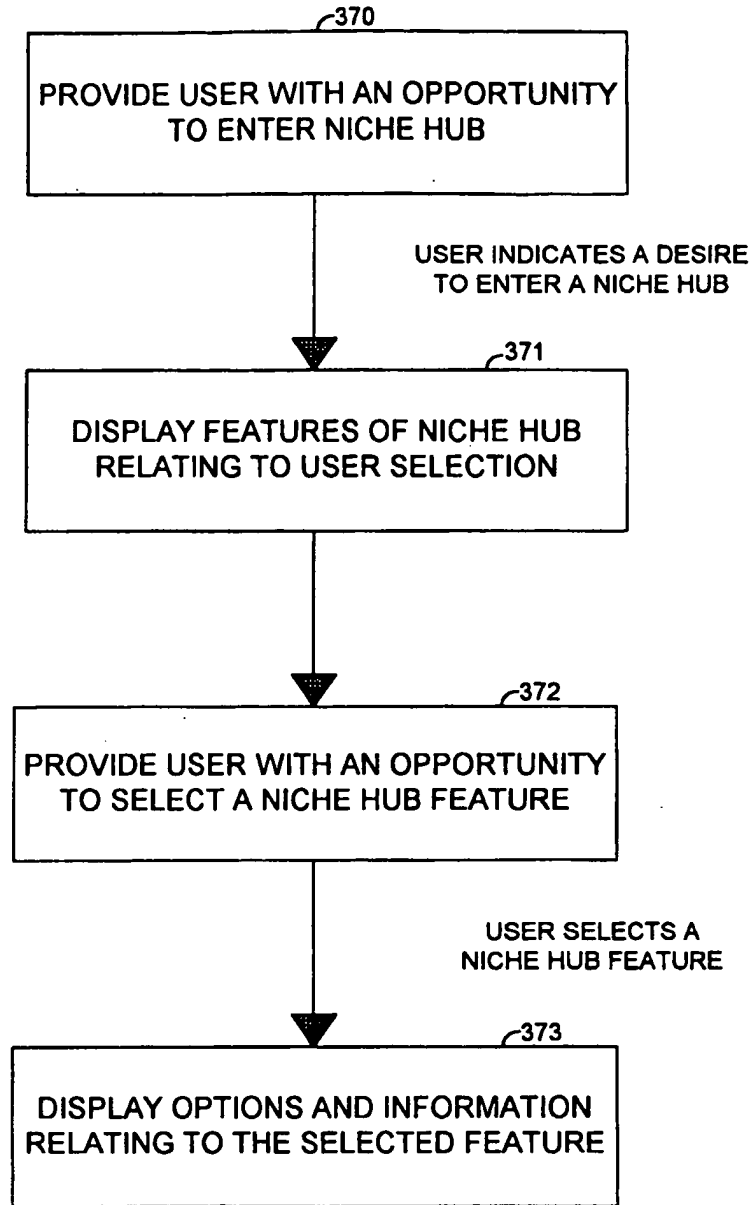 370
PROVIDE USER WITH AN OPPORTUNITY
TO ENTER NICHE HUB
USER INDICATES A DESIRE
TO ENTER A NICHE HUB
371
DISPLAY FEATURES OF NICHE HUB
RELATING TO USER SELECTION
372
PROVIDE USER WITH AN OPPORTUNITY
TO SELECT A NICHE HUB FEATURE
USER SELECTS A
NICHE HUB FEATURE
373
DISPLAY OPTIONS AND INFORMATION
RELATING TO THE SELECTED FEATURE